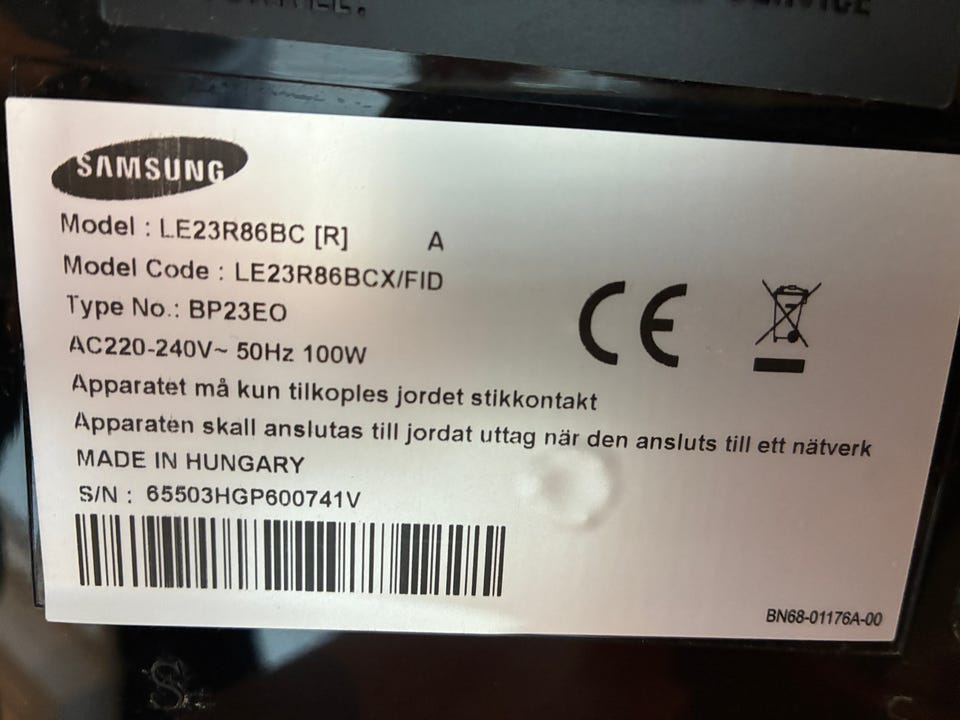 SERVICE
SAMSUNG
Model : LE23R86BC [R] A
Model Code : LE23R86BCX/FID
Type No.: BP23EO
AC220-240V~ 50Hz 100W
Apparatet må kun tilkoples jordet stikkontakt
Apparaten skall anslutas till jordat uttag när den ansluts till ett nätverk
MADE IN HUNGARY
S/N : 65503HGP600741V
CE
BN68-01176A-00
S